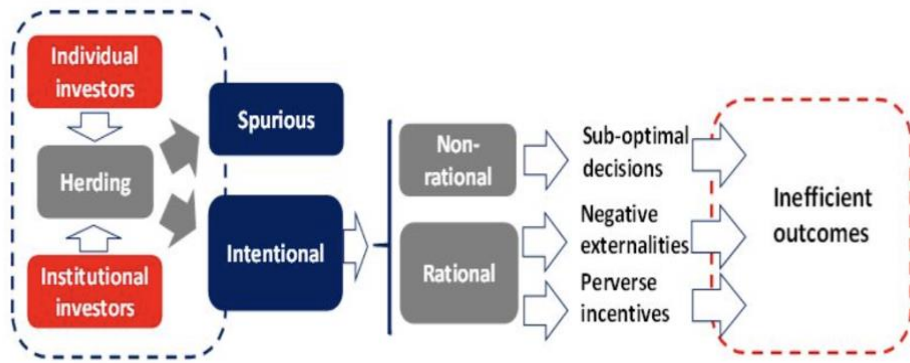 Individual
investors
Herding
Institutional
investors
Spurious
Intentional
Non-
rational
Rational
Sub-optimal
decisions
Negative
externalities
Perverse
incentives
Inefficient
outcomes